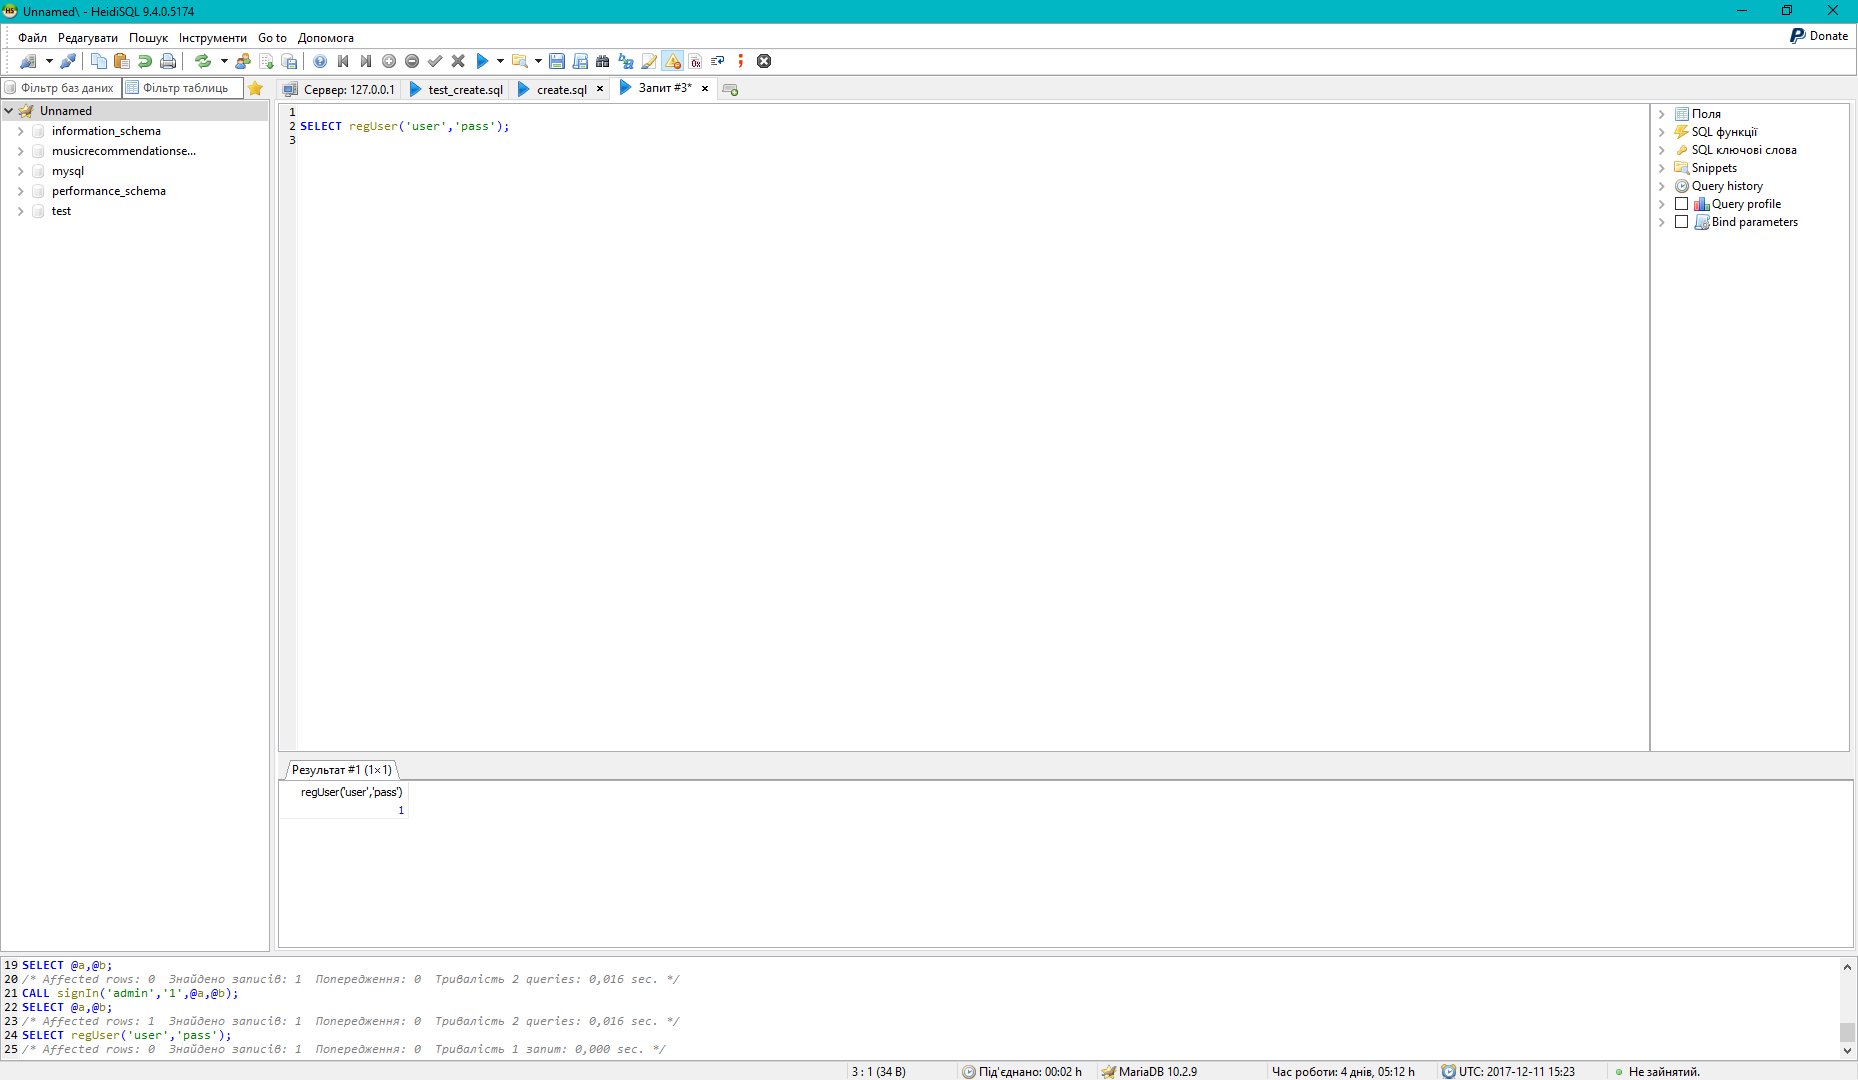 Unnamed\ - HeidiSQL 9.4.0.5174
Файл Редагувати Пошук Інструменти Go to Допомога
Donate
Фільтр баз даних Фільтр таблиць
Сервер: 127.0.0.1 test_create.sql create.sql Запит #3*
Unnamed
information_schema
musicrecommendationse...
mysql
performance_schema
test
1
2 SELECT regUser('user','pass');
3
Поля
SQL функції
SQL ключові слова
Snippets
Query history
Query profile
Bind parameters
Результат #1 (1×1)
regUser('user','pass')
1
19 SELECT @a,@b;
20 /* Affected rows: 0 Знайдено записів: 1 Попередження: 0 Тривалість 2 queries: 0,016 sec. */
21 CALL signIn('admin','1',@a,@b);
22 SELECT @a,@b;
23 /* Affected rows: 1 Знайдено записів: 1 Попередження: 0 Тривалість 2 queries: 0,016 sec. */
24 SELECT regUser('user','pass');
25 /* Affected rows: 0 Знайдено записів: 1 Попередження: 0 Тривалість 1 запит: 0,000 sec. */
3 : 1 (34 B) Під'єднано: 00:02 h MariaDB 10.2.9 Час роботи: 4 днів, 05:12 h UTC: 2017-12-11 15:23 Не зайнятий.